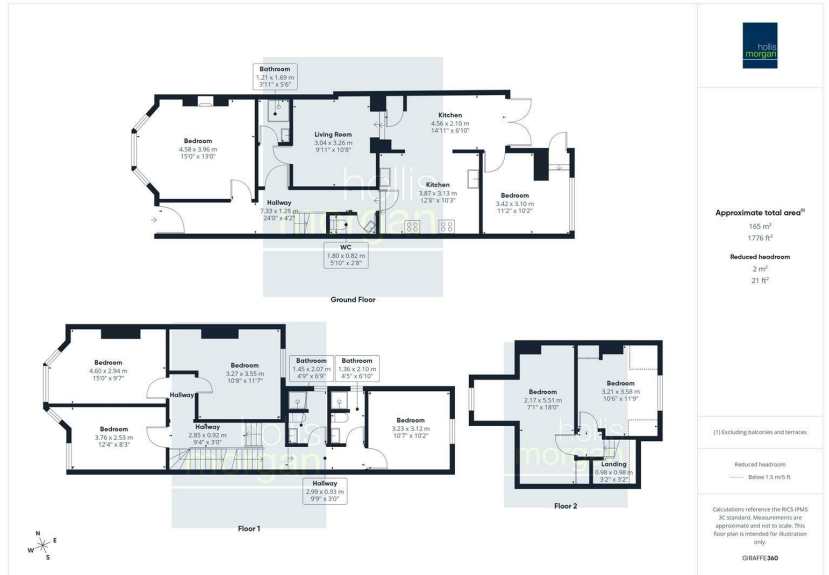 Bathroom
1.21 x 1.69 m
3'11" x 5'6"
Bedroom
4.58 x 3.96 m
15'0" x 13'0"
Living Room
3.04 x 3.26 m
9'11" x 10'8"
Kitchen
4.56 x 2.10 m
14'11" x 6'10"
Kitchen
3.87 x 3.13 m
12'8" x 10'3"
Bedroom
3.42 x 3.10 m
11'2" x 10'2"
Hallway
7.33 x 1.28 m
24'0" x 4'2"
WC
1.80 x 0.82 m
5'10" x 2'8"
hollis
morgan
Ground Floor
Bedroom
4.60 x 2.94 m
15'0" x 9'7"
Bedroom
3.27 x 3.55 m
10'8" x 11'7"
Bathroom
1.45 x 2.07 m
4'9" x 6'9"
Bathroom
1.36 x 2.10 m
4'5" x 6'10"
Hallway
Bedroom
3.76 x 2.53 m
12'4" x 8'3"
Hallway
2.85 x 0.92 m
9'4" x 3'0"
Bedroom
3.23 x 3.12 m
10'7" x 10'2"
Hallway
2.99 x 0.93 m
9'9" x 3'0"
hollis
morgan
Floor 1
Bedroom
2.17 x 5.51 m
7'1" x 18'0"
Bedroom
3.21 x 3.58 m
10'6" x 11'9"
Landing
0.98 x 0.98 m
3'2" x 3'2"
hollis
morgan
Floor 2
N
E
W
S
hollis
morgan
Approximate total area(1)
165 m²
1776 ft²
Reduced headroom
2 m²
21 ft²
(1) Excluding balconies and terraces
Reduced headroom
Below 1.5 m/5 ft
Calculations reference the RICS IPMS
3C standard. Measurements are
approximate and not to scale. This
floor plan is intended for illustration
only.
GIRAFFE360